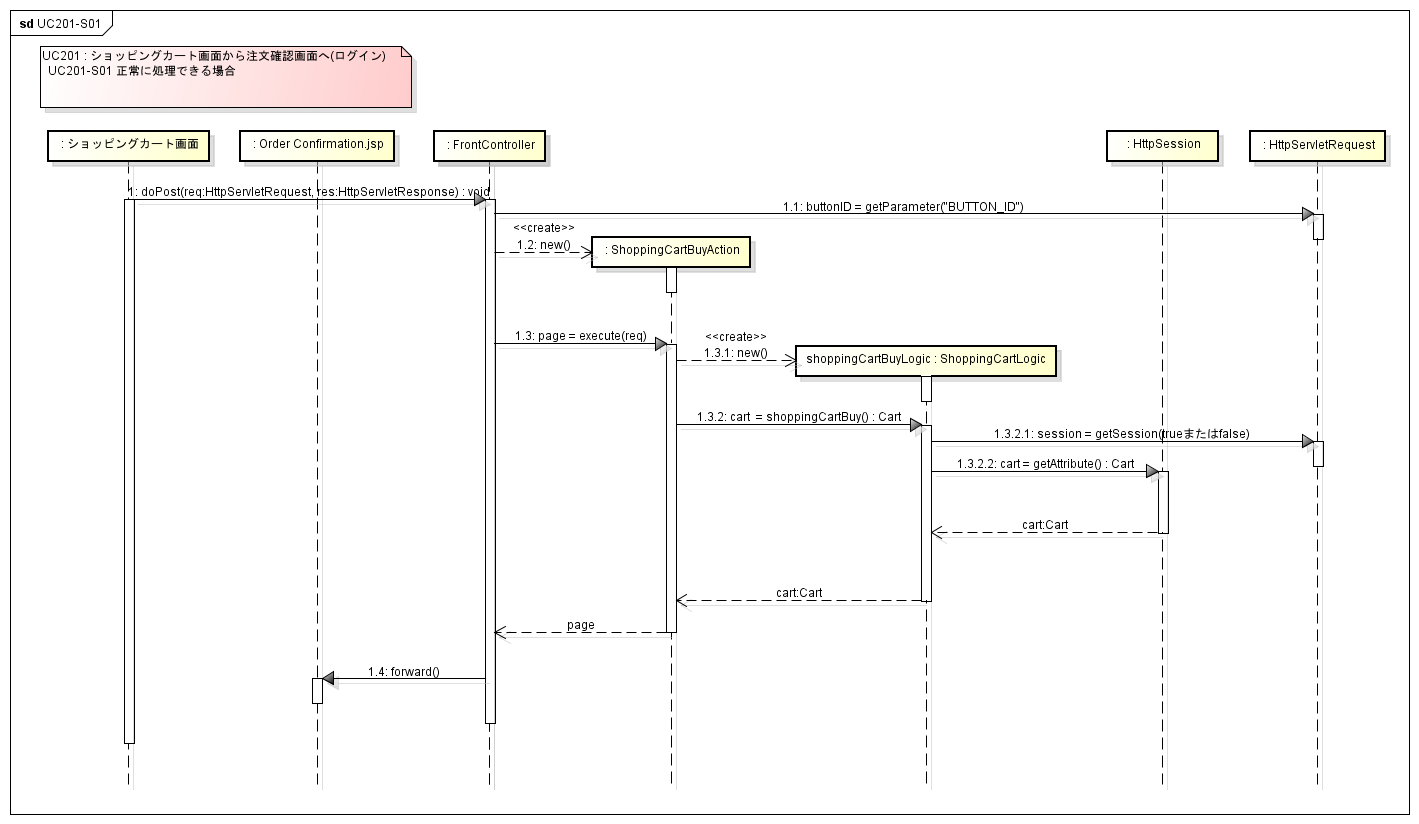 sd UC201-S01
UC201 : ショッピングカート画面から注文確認画面へ(ログイン)
UC201-S01 正常に処理できる場合
: ショッピングカート画面
: Order Confirmation.jsp
: FrontController
: HttpSession
: HttpServletRequest
1: doPost(req:HttpServletRequest, res:HttpServletResponse) : void
1.1: buttonID = getParameter("BUTTON_ID")
<<create>>
1.2: new()
: ShoppingCartBuyAction
1.3: page = execute(req)
<<create>>
1.3.1: new()
shoppingCartBuyLogic : ShoppingCartLogic
1.3.2: cart = shoppingCartBuy() : Cart
1.3.2.1: session = getSession(trueまたはfalse)
1.3.2.2: cart = getAttribute() : Cart
cart:Cart
cart:Cart
page
1.4: forward()